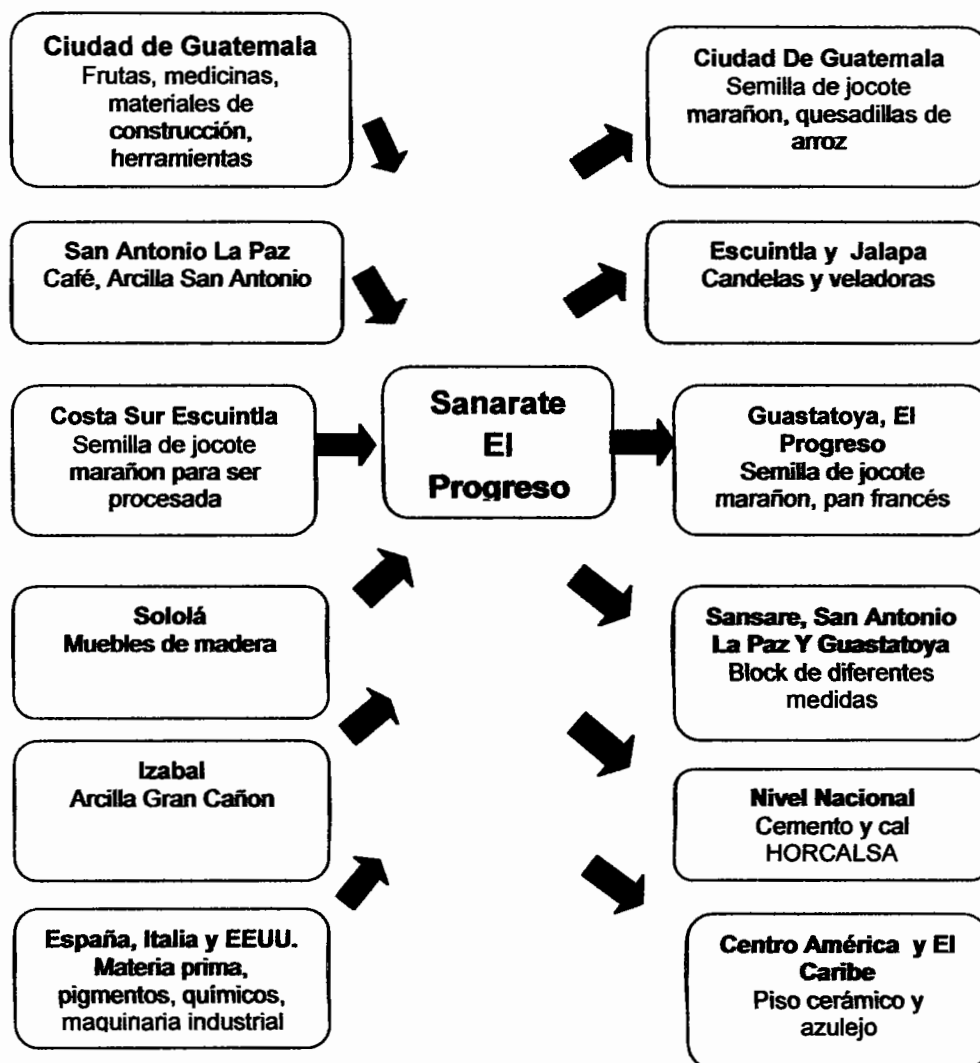 Ciudad de Guatemala
Frutas, medicinas,
materiales de
construcción,
herramientas
San Antonio La Paz
Café, Arcilla San Antonio
Costa Sur Escuintla
Semilla de jocote
marañon para ser
procesada
Sololá
Muebles de madera
Izabal
Arcilla Gran Cañon
España, Italia y EEUU.
Materia prima,
pigmentos, químicos,
maquinaria industrial
Sanarate
El
Progreso
Ciudad De Guatemala
Semilla de jocote
marañon, quesadillas de
arroz
Escuintla y Jalapa
Candelas y veladoras
Guastatoya, El
Progreso
Semilla de jocote
marañon, pan francés
Sansare, San Antonio
La Paz Y Guastatoya
Block de diferentes
medidas
Nivel Nacional
Cemento y cal
HORCALSA
Centro América y El
Caribe
Piso cerámico y
azulejo